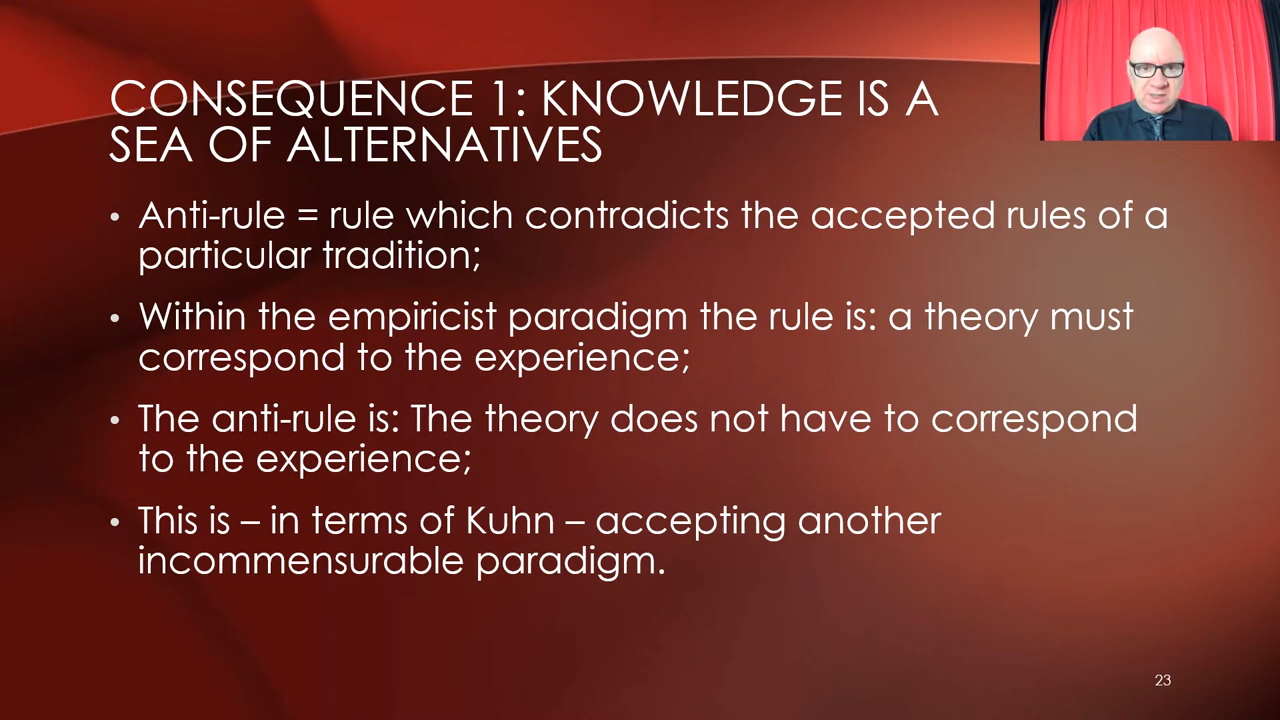 CONSEQUENCE 1: KNOWLEDGE IS A
SEA OF ALTERNATIVES
• Anti-rule = rule which contradicts the accepted rules of a
particular tradition;
• Within the empiricist paradigm the rule is: a theory must
correspond to the experience;
• The anti-rule is: The theory does not have to correspond
to the experience;
• This is – in terms of Kuhn – accepting another
incommensurable paradigm.
23